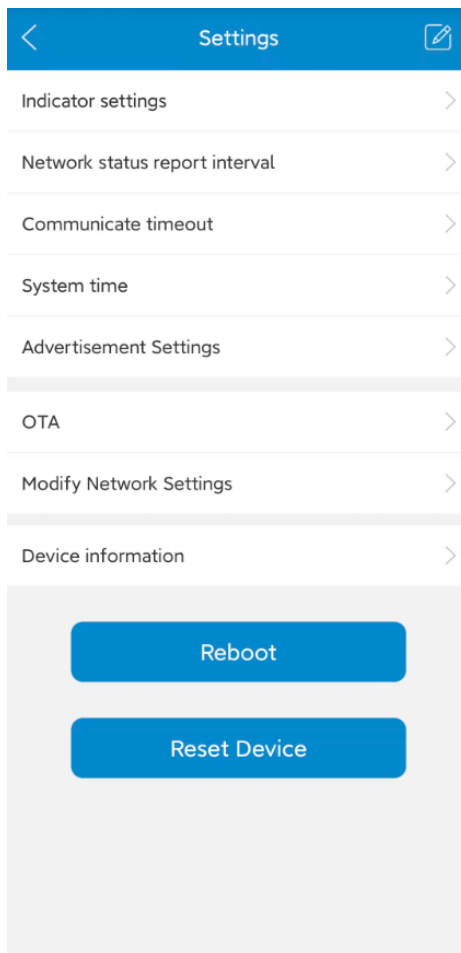 Settings
Indicator settings
Network status report interval
Communicate timeout
System time
Advertisement Settings
OTA
Modify Network Settings
Device information
Reboot
Reset Device